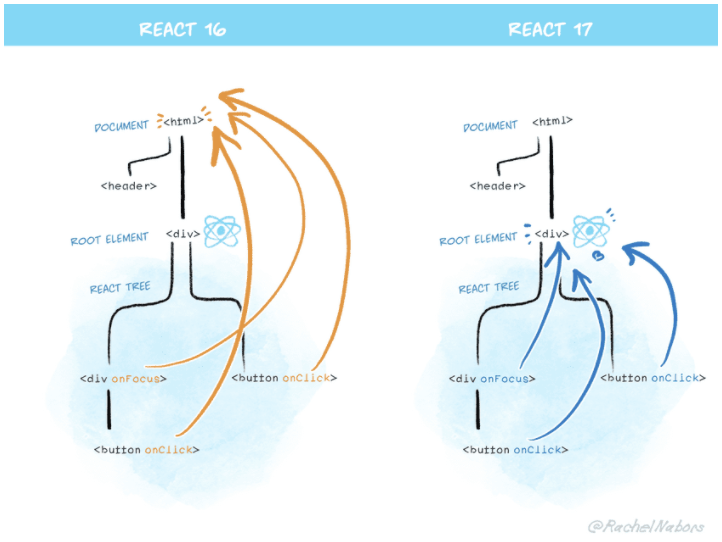 REACT 16
REACT 17
DOCUMENT <html>
<header>
ROOT ELEMENT <div>
REACT TREE
<div onFocus>
<button onClick>
<button onClick>
DOCUMENT <html>
<header>
ROOT ELEMENT <div>
REACT TREE
<div onFocus>
<button onClick>
<button onClick>
@RachelNabors